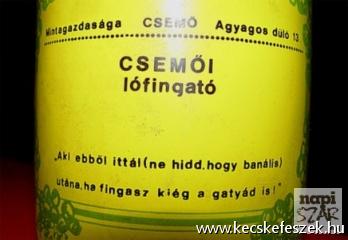 Mintagazdasága CSEMŐ Agyagos dűlő 13
CSEMŐI
lófingató
„Aki ebből ittál(ne hidd,hogy banális)
utána,ha fingasz kiég a gatyád is!"
napi
SZAR
www.kecskefeszek.hu